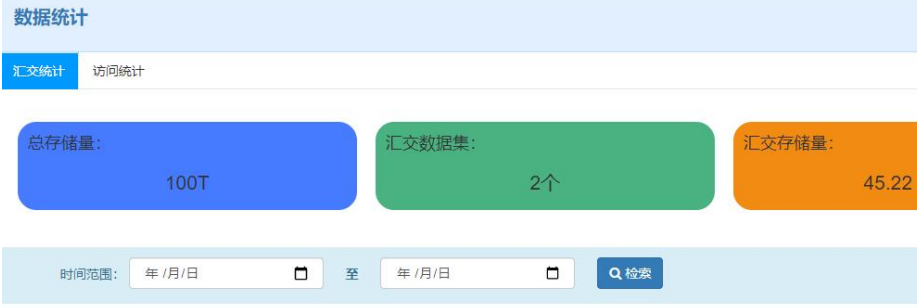 数据统计
汇交统计 访问统计
总存储量: 汇交数据集: 汇交存储量:
100T 2个 45.22
时间范围: 年 /月/日 至 年 /月/日 检索